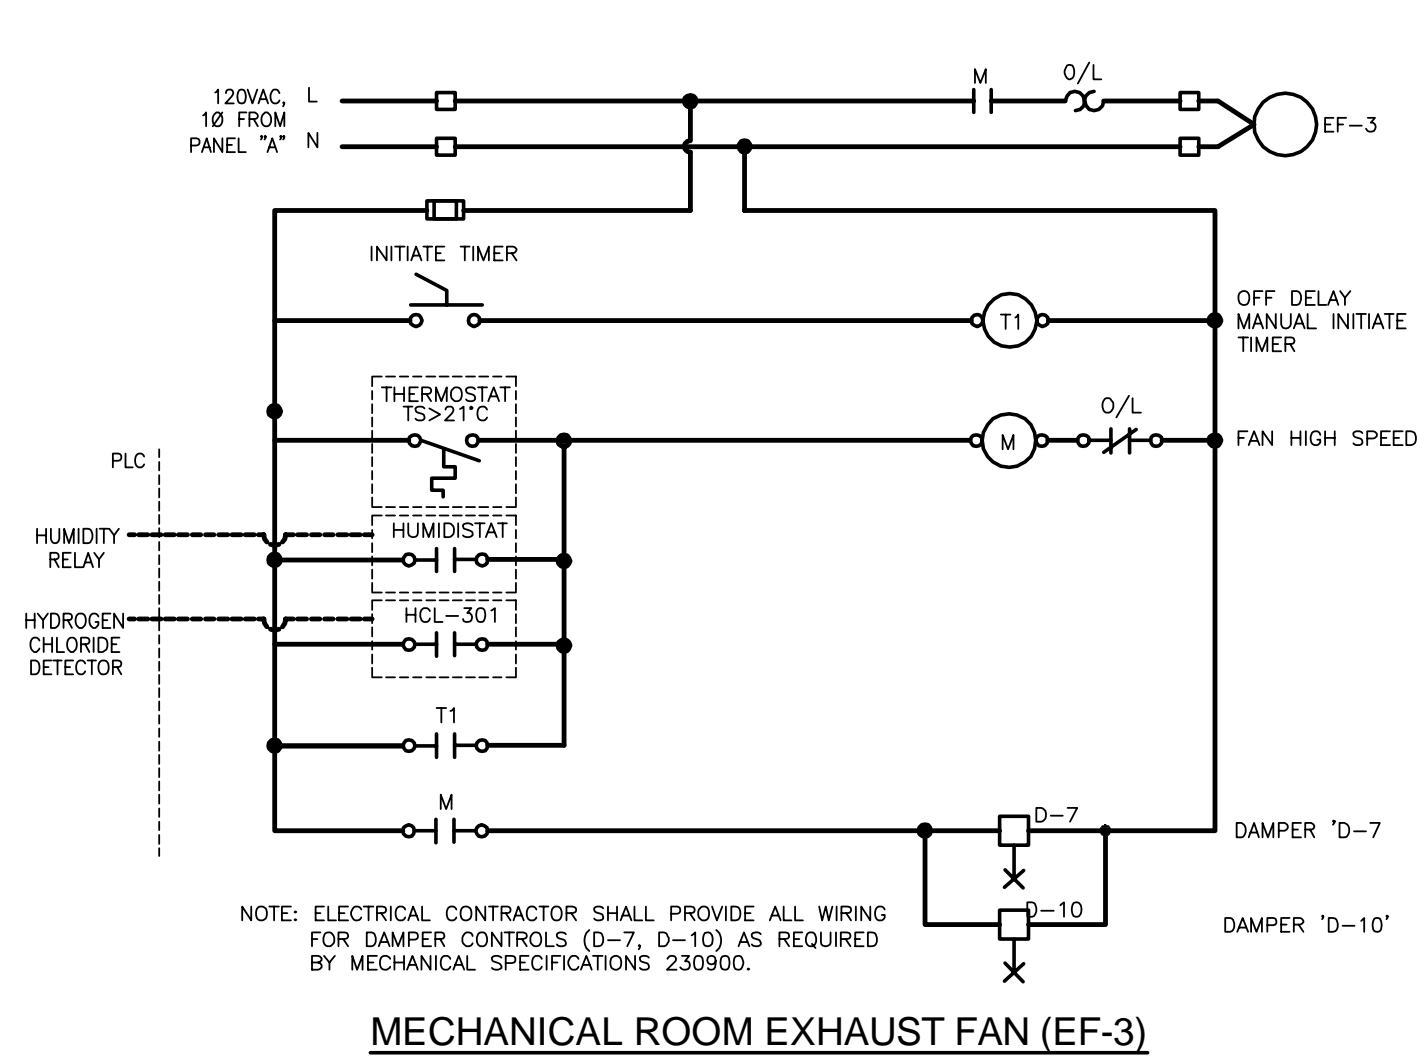 120VAC, L
1Ø FROM
PANEL "A" N
M
O/L
EF-3
INITIATE TIMER
T1
OFF DELAY
MANUAL INITIATE
TIMER
THERMOSTAT
TS>21°C
M
O/L
FAN HIGH SPEED
PLC
HUMIDITY
RELAY
HUMIDISTAT
HYDROGEN
CHLORIDE
DETECTOR
HCL-301
T1
M
D-7
DAMPER 'D-7
D-10
DAMPER 'D-10'
NOTE: ELECTRICAL CONTRACTOR SHALL PROVIDE ALL WIRING
FOR DAMPER CONTROLS (D-7, D-10) AS REQUIRED
BY MECHANICAL SPECIFICATIONS 230900.
MECHANICAL ROOM EXHAUST FAN (EF-3)